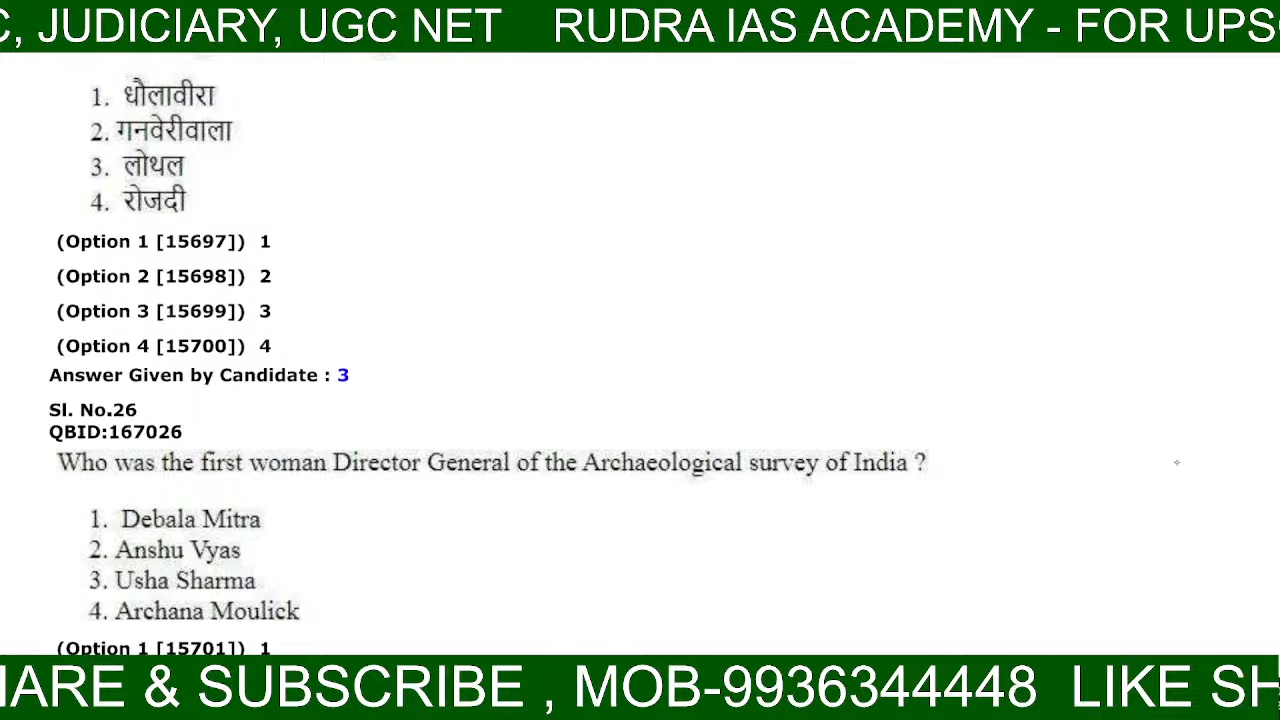 C, JUDICIARY, UGC NET RUDRA IAS ACADEMY - FOR UPS
1. धौलावीरा
2. गनवेरीवाला
3. लोथल
4. रोजदी
(Option 1 [15697]) 1
(Option 2 [15698]) 2
(Option 3 [15699]) 3
(Option 4 [15700]) 4
Answer Given by Candidate : 3
Sl. No.26
QBID:167026
Who was the first woman Director General of the Archaeological survey of India ?
1. Debala Mitra
2. Anshu Vyas
3. Usha Sharma
4. Archana Moulick
(Option 1 [15701]) 1
HARE & SUBSCRIBE , MOB-9936344448 LIKE SH